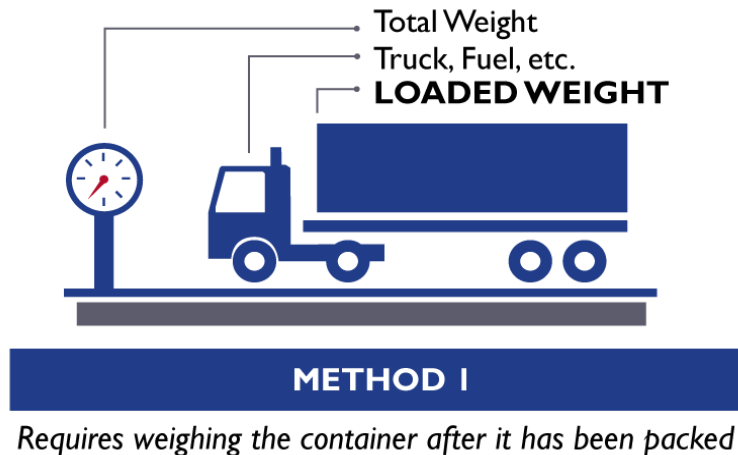 Total Weight
Truck, Fuel, etc.
LOADED WEIGHT
METHOD 1
Requires weighing the container after it has been packed